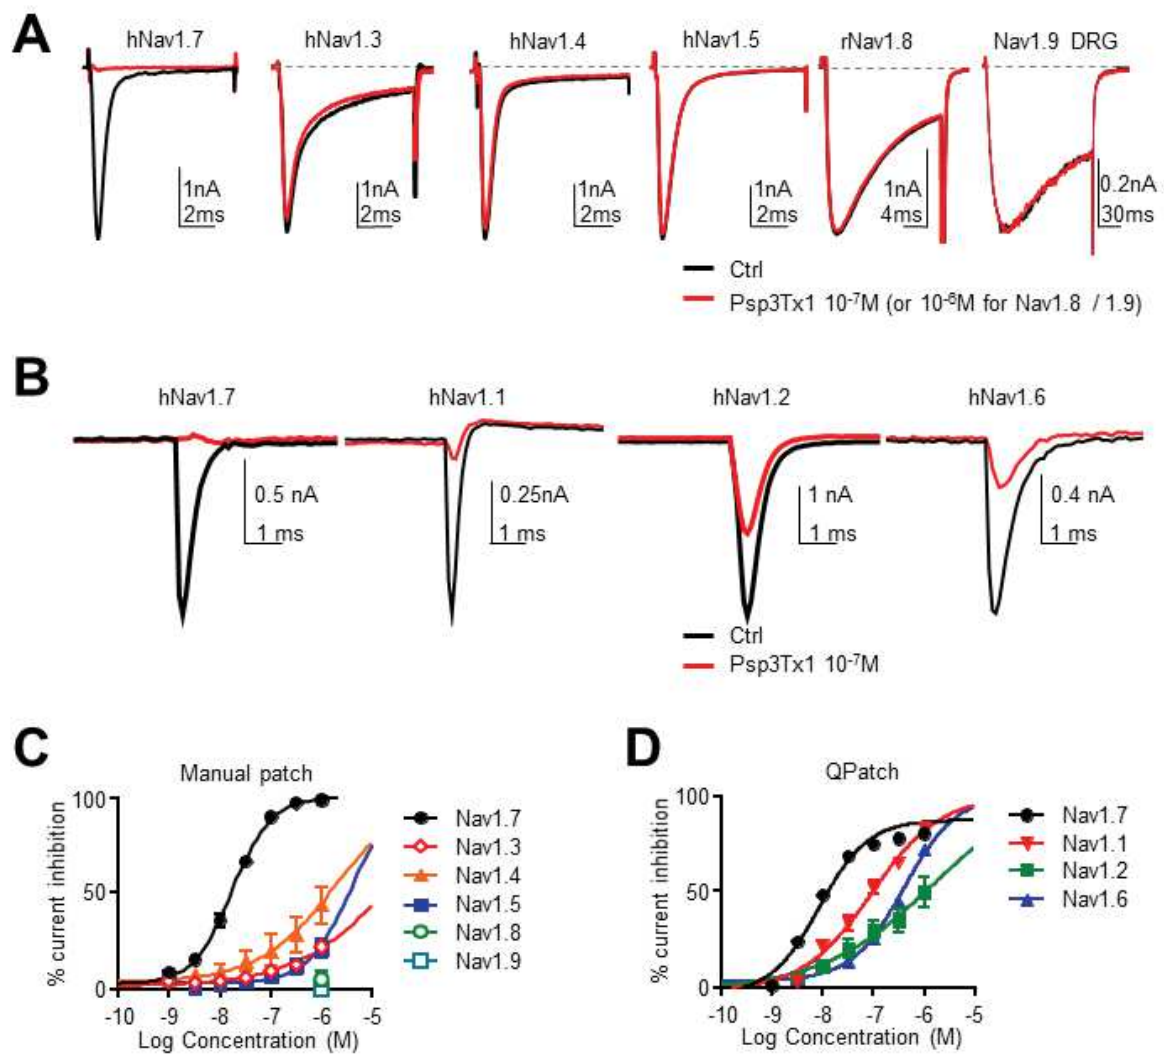 A
hNav1.7 hNav1.3 hNav1.4 hNav1.5 rNav1.8 Nav1.9 DRG
1nA 1nA 1nA 1nA 1nA 0.2nA
2ms 2ms 2ms 2ms 4ms 30ms
Ctrl
Psp3Tx1 10⁻⁷M (or 10⁻⁶M for Nav1.8 / 1.9)
B
hNav1.7 hNav1.1 hNav1.2 hNav1.6
0.5 nA 0.25nA 1 nA 0.4 nA
1 ms 1 ms 1 ms 1 ms
Ctrl
Psp3Tx1 10⁻⁷M
C
Manual patch
% current inhibition
100
50
0
-10 -9 -8 -7 -6 -5
Log Concentration (M)
Nav1.7
Nav1.3
Nav1.4
Nav1.5
Nav1.8
Nav1.9
D
QPatch
% current inhibition
100
50
0
-10 -9 -8 -7 -6 -5
Log Concentration (M)
Nav1.7
Nav1.1
Nav1.2
Nav1.6